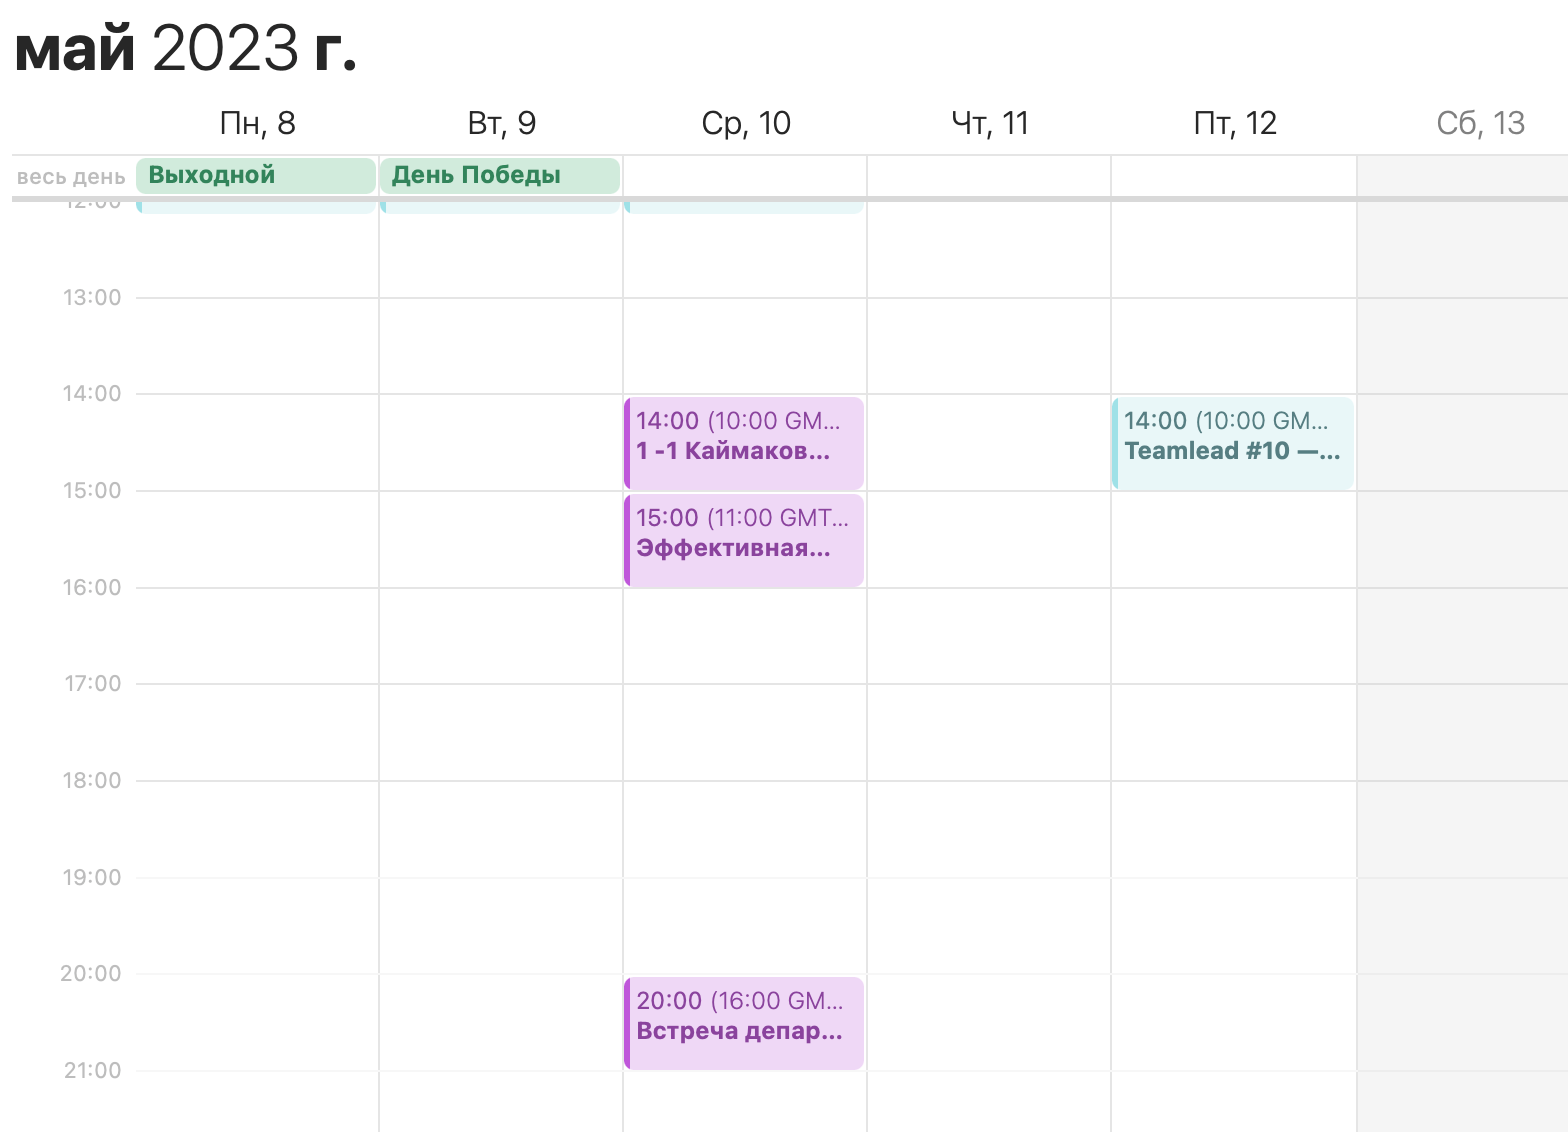 май 2023 г.
Пн, 8
Вт, 9
Ср, 10
Чт, 11
Пт, 12
Сб, 13
весь день
Выходной
День Победы
12:00
13:00
14:00
14:00 (10:00 GM...
1 -1 Каймаков...
14:00 (10:00 GM...
Teamlead #10 —...
15:00
15:00 (11:00 GMT...
Эффективная...
16:00
17:00
18:00
19:00
20:00
20:00 (16:00 GM...
Встреча депар...
21:00